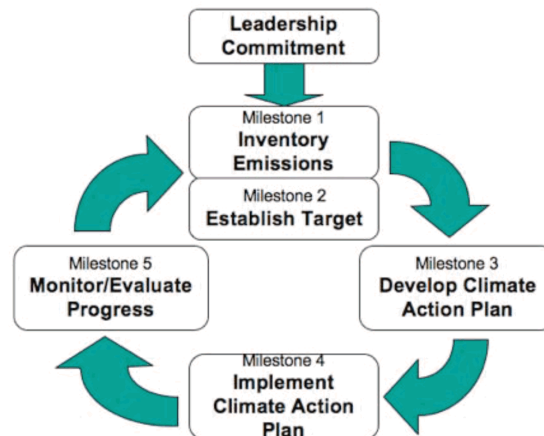 Leadership
Commitment
Milestone 1
Inventory
Emissions
Milestone 2
Establish Target
Milestone 3
Develop Climate
Action Plan
Milestone 4
Implement
Climate Action
Plan
Milestone 5
Monitor/Evaluate
Progress